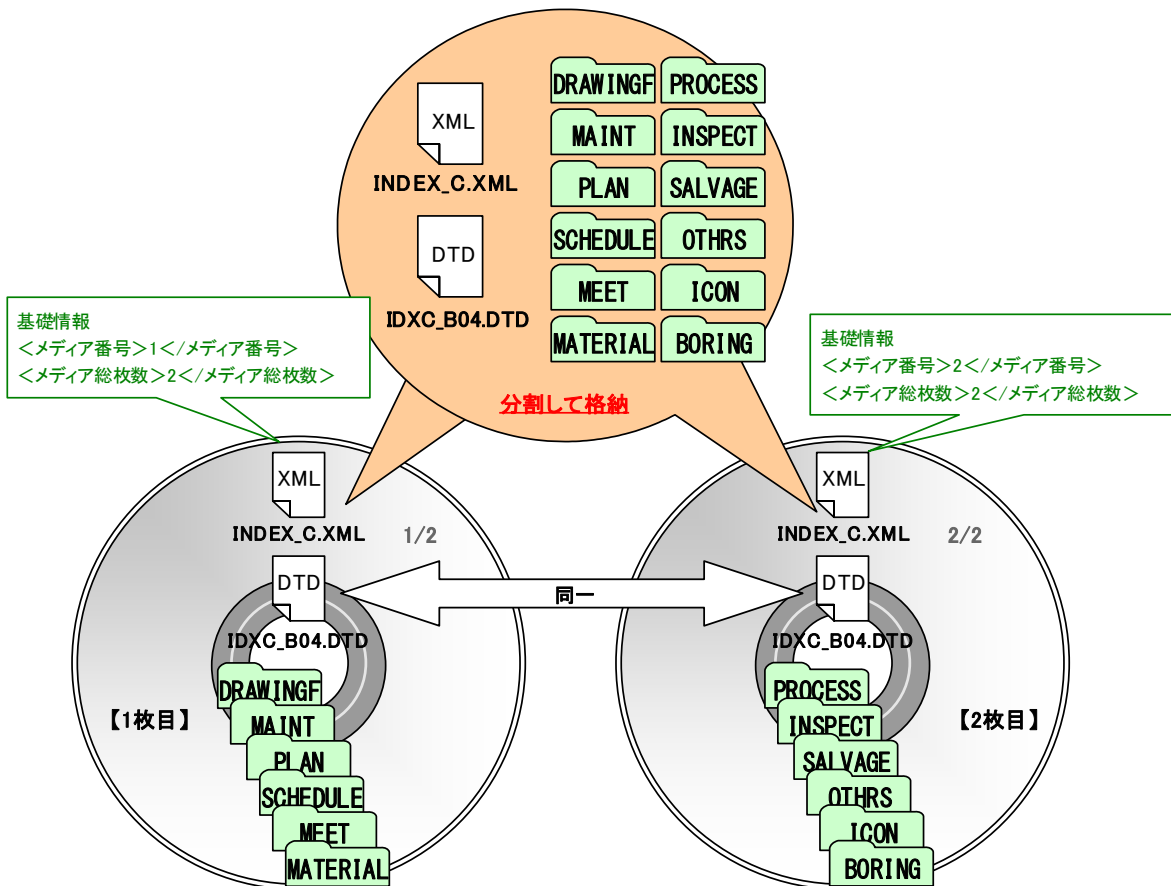 DRAWINGF PROCESS
XML
MAINT INSPECT
INDEX_C.XML
PLAN SALVAGE
DTD
SCHEDULE OTHRS
MEET ICON
IDXC_B04.DTD
MATERIAL BORING
分割して格納
基礎情報
<メディア番号>1</メディア番号>
<メディア総枚数>2</メディア総枚数>
基礎情報
<メディア番号>2</メディア番号>
<メディア総枚数>2</メディア総枚数>
XML
INDEX_C.XML
1/2
DTD
IDXC_B04.DTD
DRAWINGF
【1枚目】
MAINT
PLAN
SCHEDULE
MEET
MATERIAL
同一
XML
INDEX_C.XML
2/2
DTD
IDXC_B04.DTD
PROCESS
INSPECT
【2枚目】
SALVAGE
OTHRS
ICON
BORING